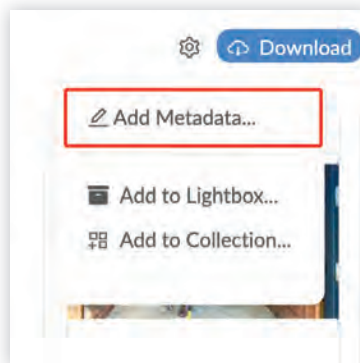 Download
Add Metadata...
Add to Lightbox...
Add to Collection...